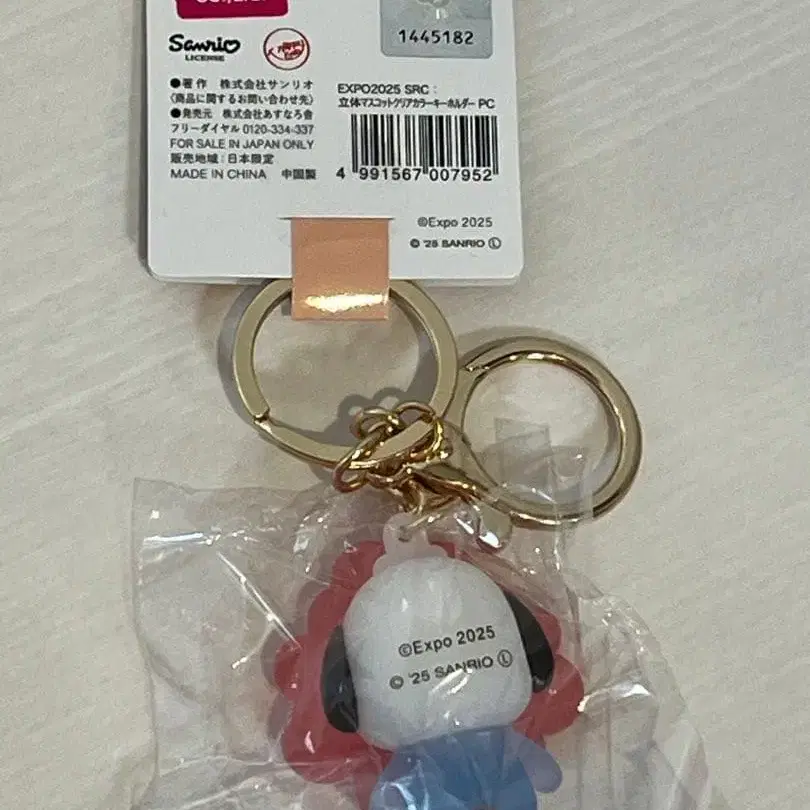 Sanrio
LICENSE
●著作 株式会社サンリオ
〈商品に関するお問い合わせ先〉
●発売元 株式会社あすなろ舎
フリーダイヤル 0120-334-337
FOR SALE IN JAPAN ONLY
販売地域:日本限定
MADE IN CHINA 中国製
1445182
EXPO2025 SRC:
立体マスコットクリアカラーキーホルダー PC
4 991567 007952
©Expo 2025
© '25 SANRIO Ⓛ
©Expo 2025
© '25 SANRIO Ⓛ